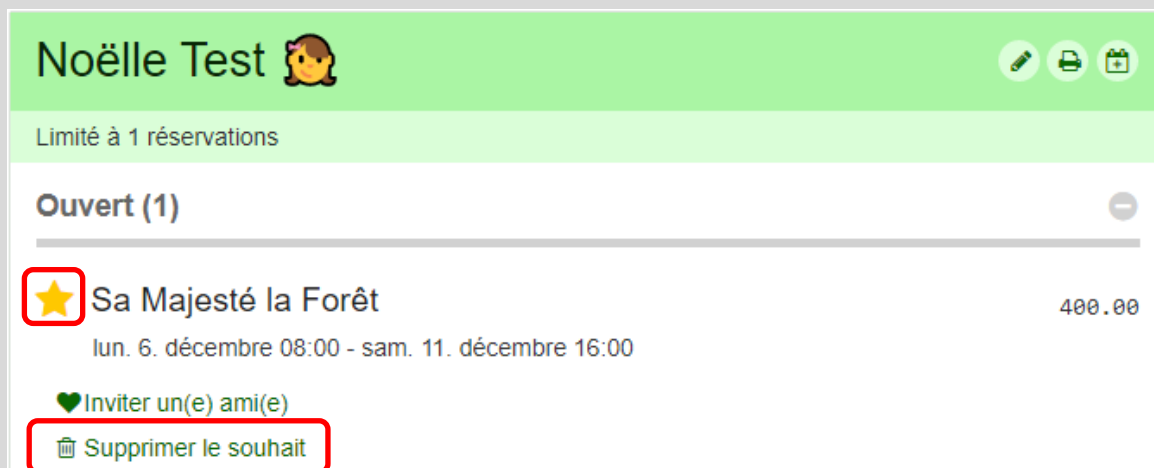 Noëlle Test 👧
Limité à 1 réservations
Ouvert (1)
Sa Majesté la Forêt 400.00
lun. 6. décembre 08:00 - sam. 11. décembre 16:00
Inviter un(e) ami(e)
Supprimer le souhait